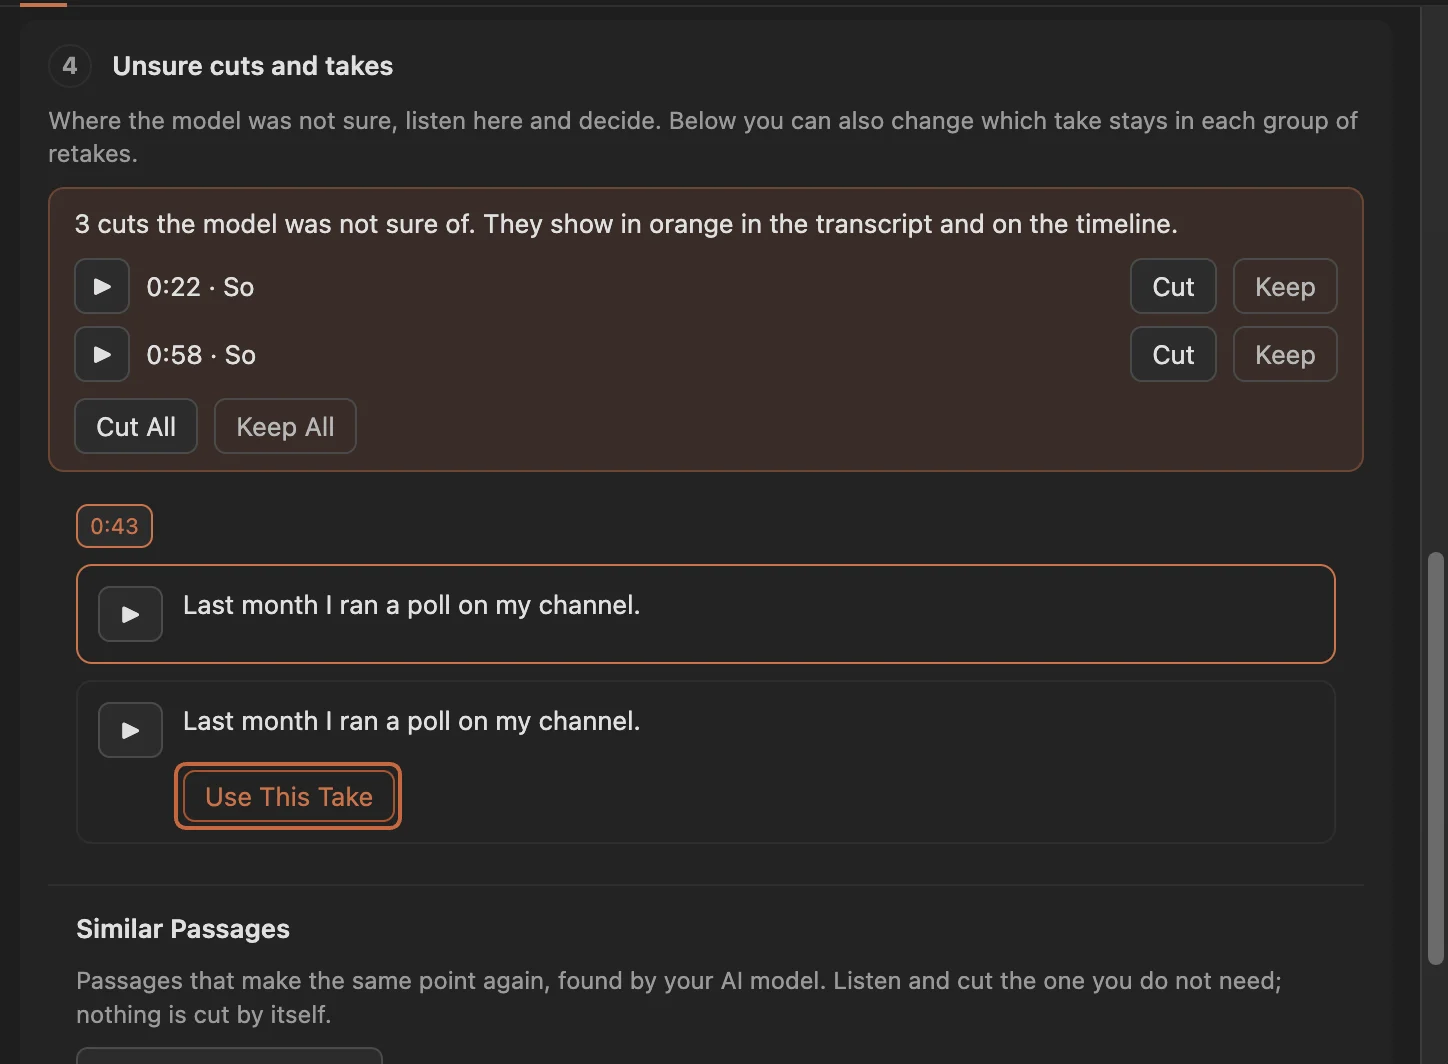 4 Unsure cuts and takes
Where the model was not sure, listen here and decide. Below you can also change which take stays in each group of
retakes.
3 cuts the model was not sure of. They show in orange in the transcript and on the timeline.
0:22 · So Cut Keep
0:58 · So Cut Keep
Cut All Keep All
0:43
Last month I ran a poll on my channel.
Last month I ran a poll on my channel.
Use This Take
Similar Passages
Passages that make the same point again, found by your AI model. Listen and cut the one you do not need;
nothing is cut by itself.